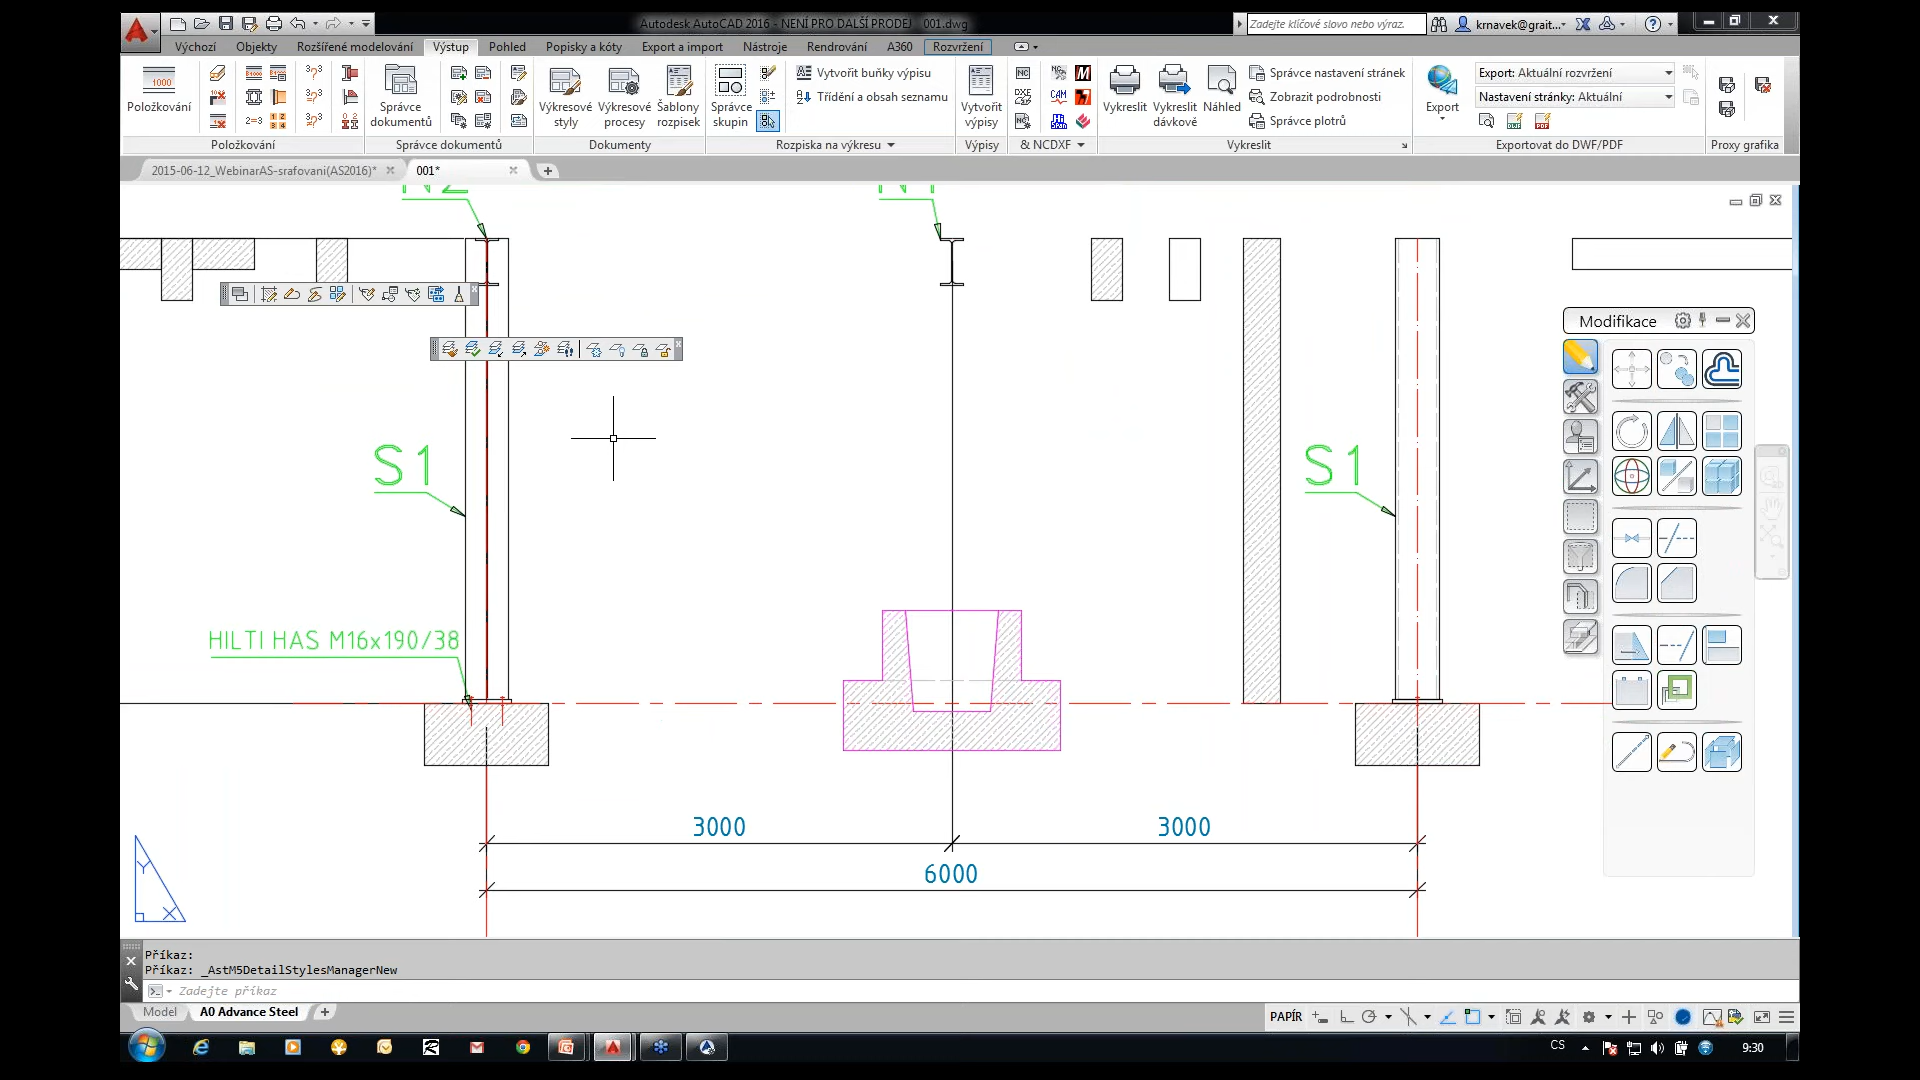 Autodesk AutoCAD 2016 - NENÍ PRO DALŠÍ PRODEJ 001.dwg
Zadejte klíčové slovo nebo výraz.
krnavek@grait...
Výchozí Objekty Rozšířené modelování Výstup Pohled Popisky a kóty Export a import Nástroje Rendrování A360 Rozvržení
Položkování
Správce dokumentů
Výkresové styly
Výkresové procesy
Šablony rozpisek
Správce skupin
Vytvořit buňky výpisu
Třídění a obsah seznamu
Vytvořit výpisy
Vykreslit
Vykreslit dávkově
Náhled
Správce nastavení stránek
Zobrazit podrobnosti
Správce plotrů
Export
Export: Aktuální rozvržení
Nastavení stránky: Aktuální
Položkování Správce dokumentů Dokumenty Rozpiska na výkresu Výpisy & NCDXF Vykreslit Exportovat do DWF/PDF Proxy grafika
2015-06-12_WebinarAS-srafovani(AS2016)* 001*
N2 N1
Modifikace
S1 S1
HILTI HAS M16x190/38
3000 3000
6000
Y
X
Příkaz:
Příkaz: _AstM5DetailStylesManagerNew
Zadejte příkaz
Model A0 Advance Steel
PAPÍR
CS 9:30